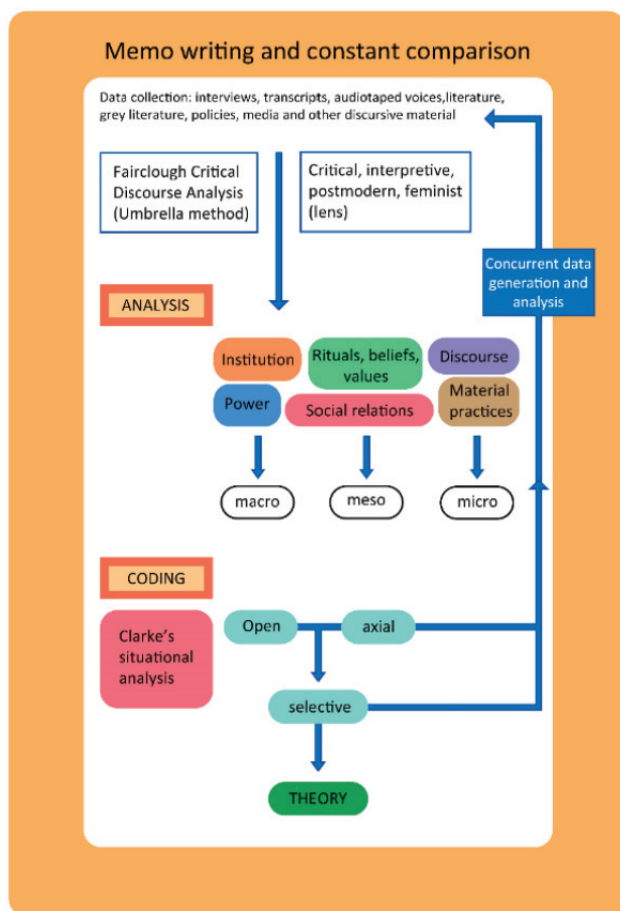 Memo writing and constant comparison
Data collection: interviews, transcripts, audiotaped voices,literature,
grey literature, policies, media and other discursive material
Fairclough Critical
Discourse Analysis
(Umbrella method)
Critical, interpretive,
postmodern, feminist
(lens)
Concurrent data
generation and
analysis
ANALYSIS
Institution
Rituals, beliefs,
values
Discourse
Power
Social relations
Material
practices
macro
meso
micro
CODING
Clarke's
situational
analysis
Open
axial
selective
THEORY